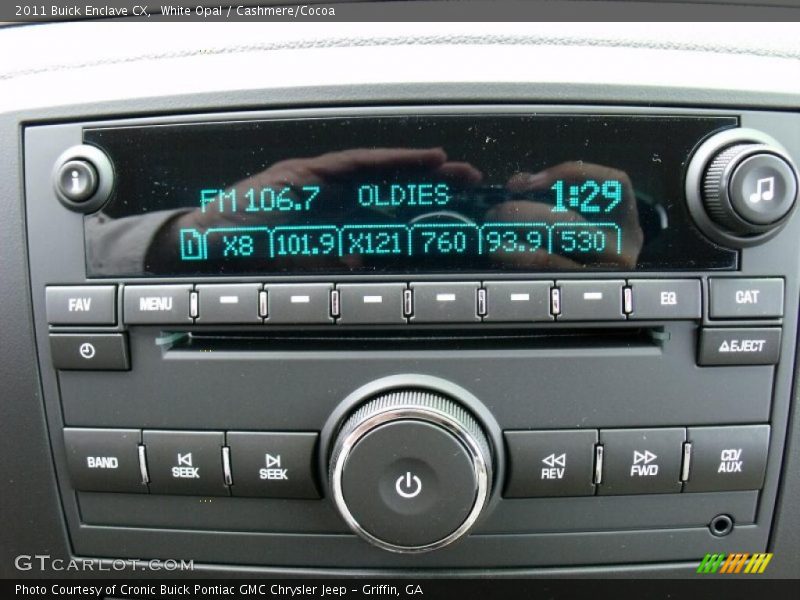 2011 Buick Enclave CX, White Opal / Cashmere/Cocoa
i
FM 106.7 OLDIES 1:29
1 X8 101.9 X121 760 93.9 530
FAV MENU EQ CAT
EJECT
BAND SEEK SEEK REV FWD CD/AUX
GTCARLOT.COM
Photo Courtesy of Cronic Buick Pontiac GMC Chrysler Jeep - Griffin, GA